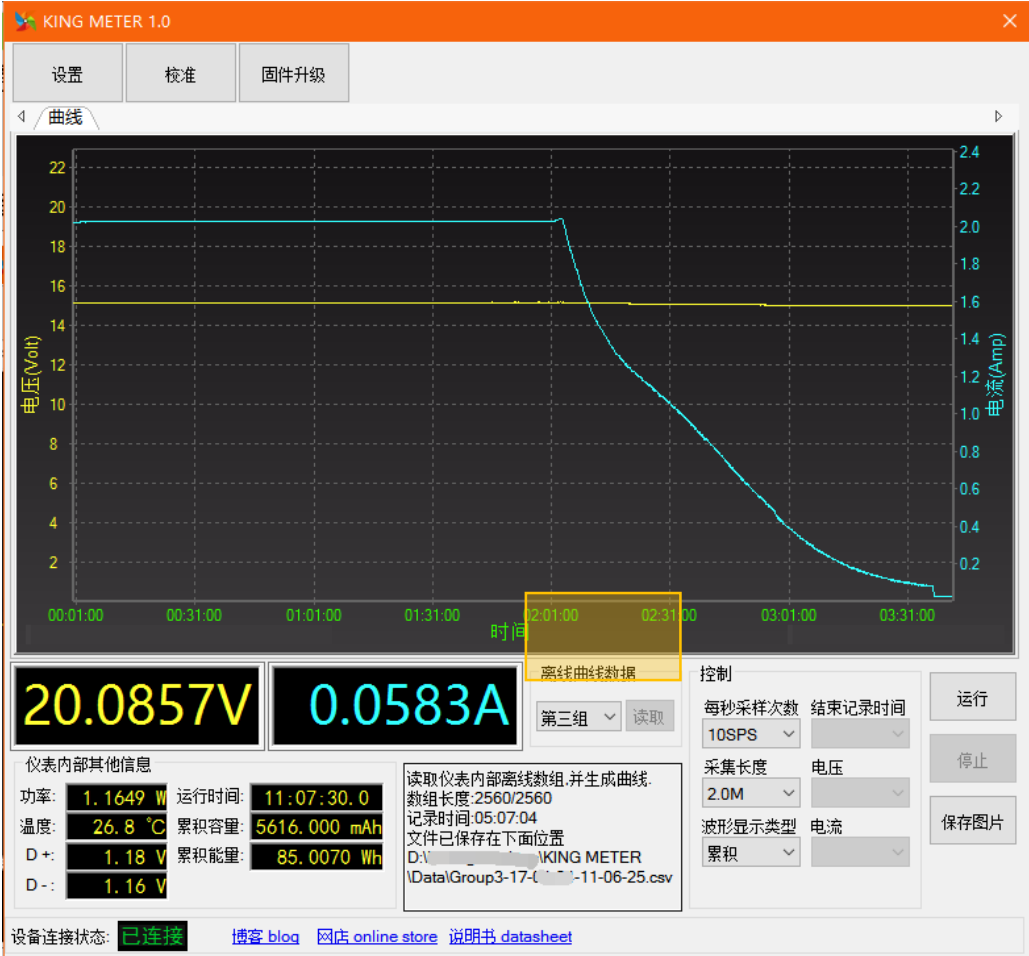 KING METER 1.0
设置 校准 固件升级
曲线
22
20
18
16
14
12
10
8
6
4
2
电压(Volt)
2.4
2.2
2.0
1.8
1.6
1.4
1.2
1.0
0.8
0.6
0.4
0.2
电流(Amp)
00:01:00 00:31:00 01:01:00 01:31:00 02:01:00 02:31:00 03:01:00 03:31:00
时间
20.0857V 0.0583A
离线曲线数据
第三组 读取
控制
每秒采样次数 结束记录时间
10SPS
采集长度 电压
2.0M
波形显示类型 电流
累积
运行
停止
保存图片
仪表内部其他信息
功率: 1.1649 W 运行时间: 11:07:30.0
温度: 26.8 ℃ 累积容量: 5616.000 mAh
D+: 1.18 V 累积能量: 85.0070 Wh
D-: 1.16 V
读取仪表内部离线数组.并生成曲线.
数组长度:2560/2560
记录时间:05:07:04
文件已保存在下面位置
D:\ \KING METER
\Data\Group3-17- -11-06-25.csv
设备连接状态: 已连接 博客 blog 网店 online store 说明书 datasheet